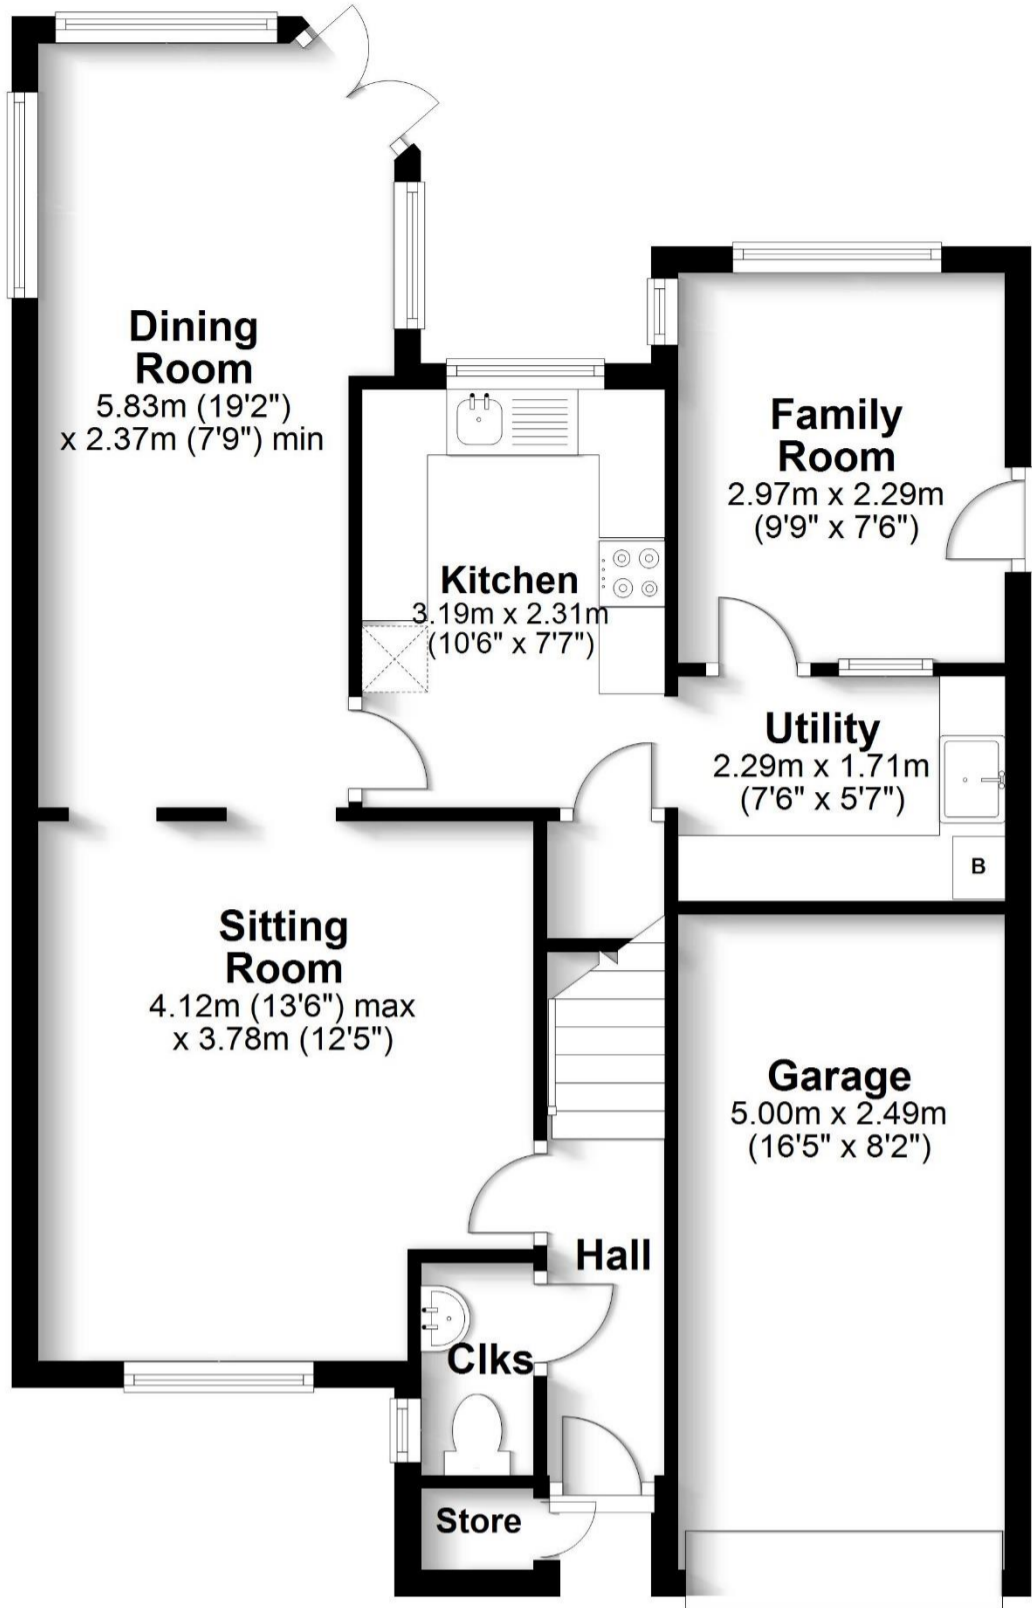 Dining
Room
5.83m (19'2")
x 2.37m (7'9") min
Family
Room
2.97m x 2.29m
(9'9" x 7'6")
Kitchen
3.19m x 2.31m
(10'6" x 7'7")
Utility
2.29m x 1.71m
(7'6" x 5'7")
B
Sitting
Room
4.12m (13'6") max
x 3.78m (12'5")
Garage
5.00m x 2.49m
(16'5" x 8'2")
Hall
Clks
Store